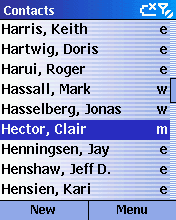 Contacts
Harris, Keith e
Hartwig, Doris e
Harui, Roger e
Hassall, Mark w
Hasselberg, Jonas w
Hector, Clair m
Henningsen, Jay e
Henshaw, Jeff D. e
Hensien, Kari e
New Menu